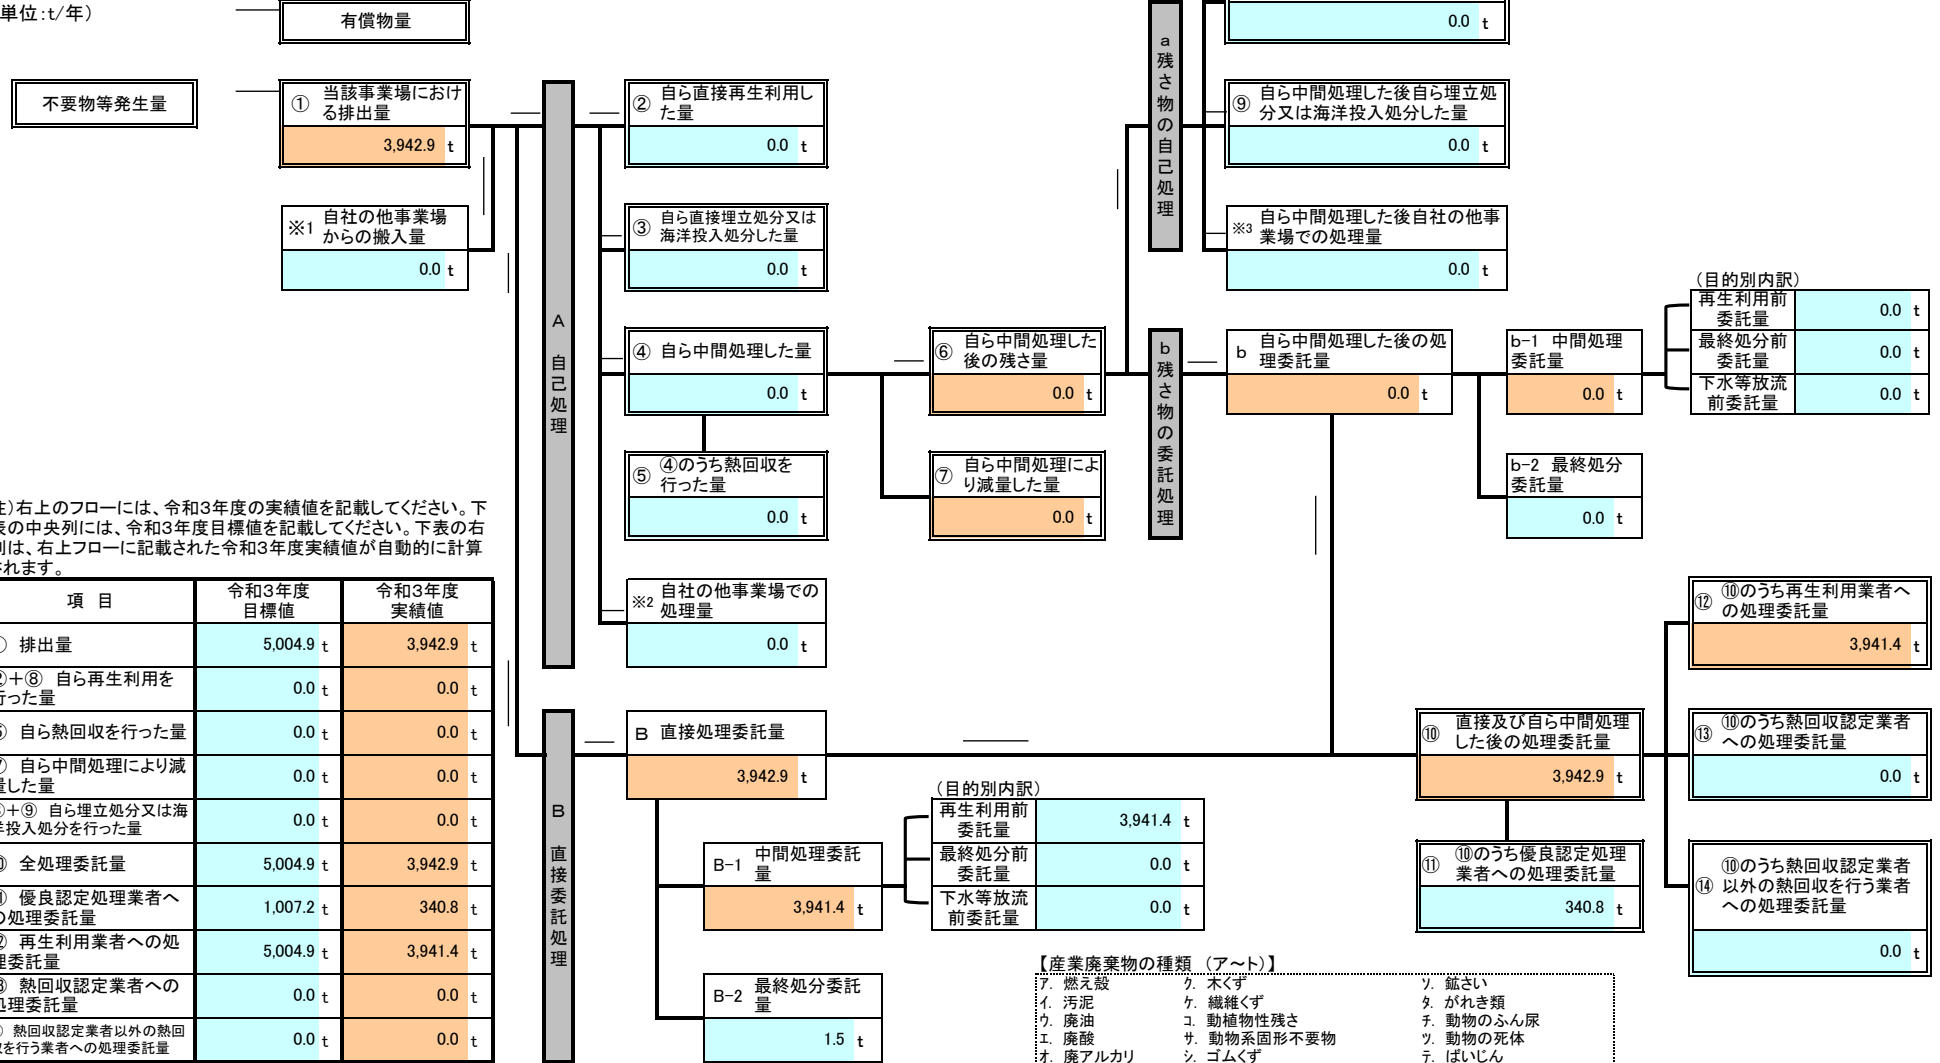 単位:t/年）
有償物量
0.0 t
不要物等発生量
① 当該事業場におけ
る排出量
3,942.9 t
※1 自社の他事業場
からの搬入量
0.0 t
A 自己処理
② 自ら直接再生利用し
た量
0.0 t
③ 自ら直接埋立処分又は
海洋投入処分した量
0.0 t
④ 自ら中間処理した量
0.0 t
⑤ ④のうち熱回収を
行った量
0.0 t
※2 自社の他事業場での
処理量
0.0 t
⑥ 自ら中間処理した
後の残さ量
0.0 t
⑦ 自ら中間処理によ
り減量した量
0.0 t
a残さ物の自己処理
⑨ 自ら中間処理した後自ら埋立処
分又は海洋投入処分した量
0.0 t
※3 自ら中間処理した後自社の他事
業場での処理量
0.0 t
b残さ物の委託処理
b 自ら中間処理した後の処
理委託量
0.0 t
b-1 中間処理
委託量
0.0 t
b-2 最終処分
委託量
0.0 t
（目的別内訳）
再生利用前
委託量 0.0 t
最終処分前
委託量 0.0 t
下水等放流
前委託量 0.0 t
注）右上のフローには、令和3年度の実績値を記載してください。下
表の中央列には、令和3年度目標値を記載してください。下表の右
列は、右上フローに記載された令和3年度実績値が自動的に計算
されます。
項 目 令和3年度
目標値 令和3年度
実績値
① 排出量 5,004.9 t 3,942.9 t
②＋⑧ 自ら再生利用を
行った量 0.0 t 0.0 t
⑤ 自ら熱回収を行った量 0.0 t 0.0 t
⑦ 自ら中間処理により減
量した量 0.0 t 0.0 t
③＋⑨ 自ら埋立処分又は海
洋投入処分を行った量 0.0 t 0.0 t
⑩ 全処理委託量 5,004.9 t 3,942.9 t
⑪ 優良認定処理業者へ
の処理委託量 1,007.2 t 340.8 t
⑫ 再生利用業者への処
理委託量 5,004.9 t 3,941.4 t
⑬ 熱回収認定業者への
処理委託量 0.0 t 0.0 t
⑭ 熱回収認定業者以外の熱回
収を行う業者への処理委託量 0.0 t 0.0 t
B 直接委託処理
B 直接処理委託量
3,942.9 t
B-1 中間処理委託
量
3,941.4 t
B-2 最終処分委託
量
1.5 t
（目的別内訳）
再生利用前
委託量 3,941.4 t
最終処分前
委託量 0.0 t
下水等放流
前委託量 0.0 t
⑩ 直接及び自ら中間処理
した後の処理委託量
3,942.9 t
⑪ ⑩のうち優良認定処理
業者への処理委託量
340.8 t
⑫ ⑩のうち再生利用業者へ
の処理委託量
3,941.4 t
⑬ ⑩のうち熱回収認定業者
への処理委託量
0.0 t
⑭ ⑩のうち熱回収認定業者
以外の熱回収を行う業者
への処理委託量
0.0 t
【産業廃棄物の種類 （ア～ト）】
ア. 燃え殻 ク. 木くず ソ. 鉱さい
イ. 汚泥 ケ. 繊維くず タ. がれき類
ウ. 廃油 コ. 動植物性残さ チ. 動物のふん尿
エ. 廃酸 サ. 動物系固形不要物 ツ. 動物の死体
オ. 廃アルカリ シ. ゴムくず テ. ばいじん